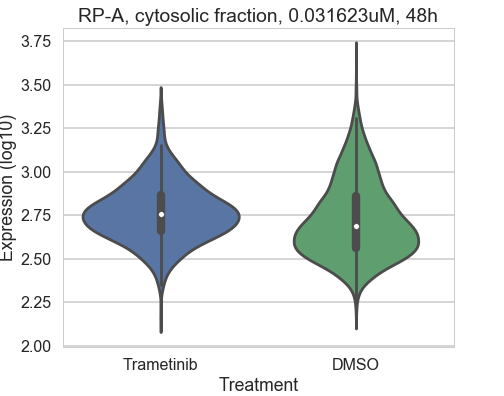 RP-A, cytosolic fraction, 0.031623uM, 48h
Expression (log10)
3.75
3.50
3.25
3.00
2.75
2.50
2.25
2.00
Trametinib DMSO
Treatment